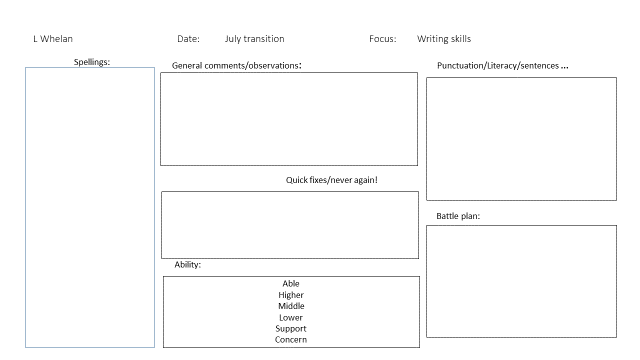 L Whelan Date: July transition Focus: Writing skills
Spellings:
General comments/observations:
Punctuation/Literacy/sentences ...
Quick fixes/never again!
Battle plan:
Ability:
Able
Higher
Middle
Lower
Support
Concern